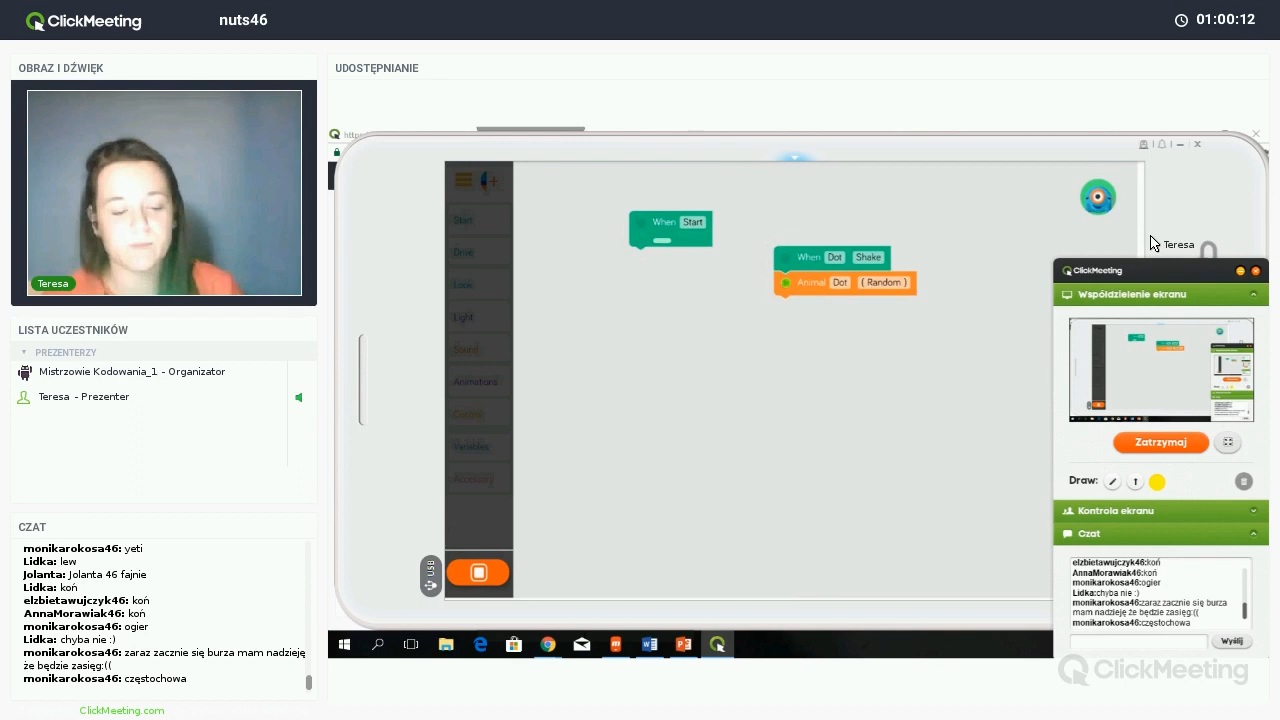 ClickMeeting
nuts46
01:00:12
OBRAZ I DŹWIĘK
UDOSTĘPNIANIE
Teresa
LISTA UCZESTNIKÓW
PREZENTERZY
Mistrzowie Kodowania_1 - Organizator
Teresa - Prezenter
CZAT
monikarokosa46: yeti
Lidka: lew
Jolanta: Jolanta 46 fajnie
Lidka: koń
elzbietawujczyk46: koń
AnnaMorawiak46: koń
monikarokosa46: ogier
Lidka: chyba nie :)
monikarokosa46: zaraz zacznie się burza mam nadzieję
że będzie zasięg:((
monikarokosa46: częstochowa
ClickMeeting.com
Start
Drive
Look
Light
Sound
Animations
Control
Variables
Accessory
USB
When Start
When Dot Shake
Animal Dot ( Random )
Teresa
ClickMeeting
Współdzielenie ekranu
Zatrzymaj
Draw:
Kontrola ekranu
Czat
elzbietawujczyk46:koń
AnnaMorawiak46:koń
monikarokosa46:ogier
Lidka:chyba nie :)
monikarokosa46:zaraz zacznie się burza
mam nadzieję że będzie zasięg:((
monikarokosa46:częstochowa
Wyślij
ClickMeeting